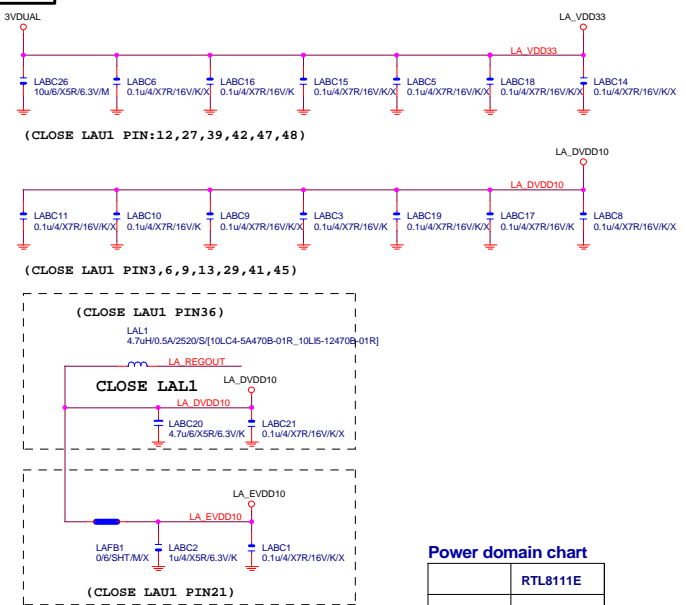 3VDUAL
LA_VDD33
LA_VDD33
LABC26
10u/6/X5R/6.3V/M
LABC6
0.1u/4/X7R/16V/K/X
LABC16
0.1u/4/X7R/16V/K
LABC15
0.1u/4/X7R/16V/K/X
LABC5
0.1u/4/X7R/16V/K/X
LABC18
0.1u/4/X7R/16V/K/X
LABC14
0.1u/4/X7R/16V/K/X
(CLOSE LAU1 PIN:12,27,39,42,47,48)
LA_DVDD10
LA_DVDD10
LABC11
0.1u/4/X7R/16V/K/X
LABC10
0.1u/4/X7R/16V/K
LABC9
0.1u/4/X7R/16V/K/X
LABC3
0.1u/4/X7R/16V/K
LABC19
0.1u/4/X7R/16V/K/X
LABC17
0.1u/4/X7R/16V/K
LABC8
0.1u/4/X7R/16V/K/X
(CLOSE LAU1 PIN3,6,9,13,29,41,45)
(CLOSE LAU1 PIN36)
LAL1
4.7uH/0.5A/2520/S/[10LC4-5A470B-01R_10LI5-12470B-01R]
LA_REGOUT
CLOSE LAL1
LA_DVDD10
LA_DVDD10
LABC20
4.7u/6/X5R/6.3V/K
LABC21
0.1u/4/X7R/16V/K/X
LA_EVDD10
LA_EVDD10
LAFB1
0/6/SHT/M/X
LABC2
1u/4/X5R/6.3V/K
LABC1
0.1u/4/X7R/16V/K/X
(CLOSE LAU1 PIN21)
Power domain chart
RTL8111E